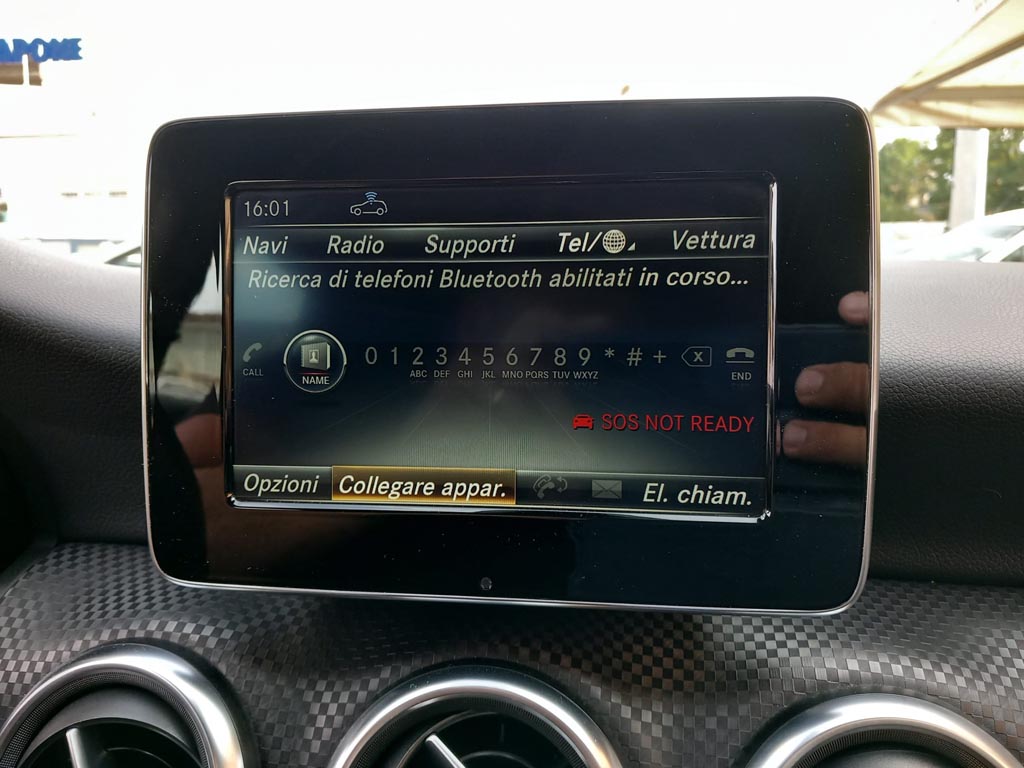 16:01
Navi Radio Supporti Tel/ Vettura
Ricerca di telefoni Bluetooth abilitati in corso...
CALL NAME 0 1 2 3 4 5 6 7 8 9 * # + X END
ABC DEF GHI JKL MNO PQRS TUV WXYZ
SOS NOT READY
Opzioni Collegare appar. El. chiam.